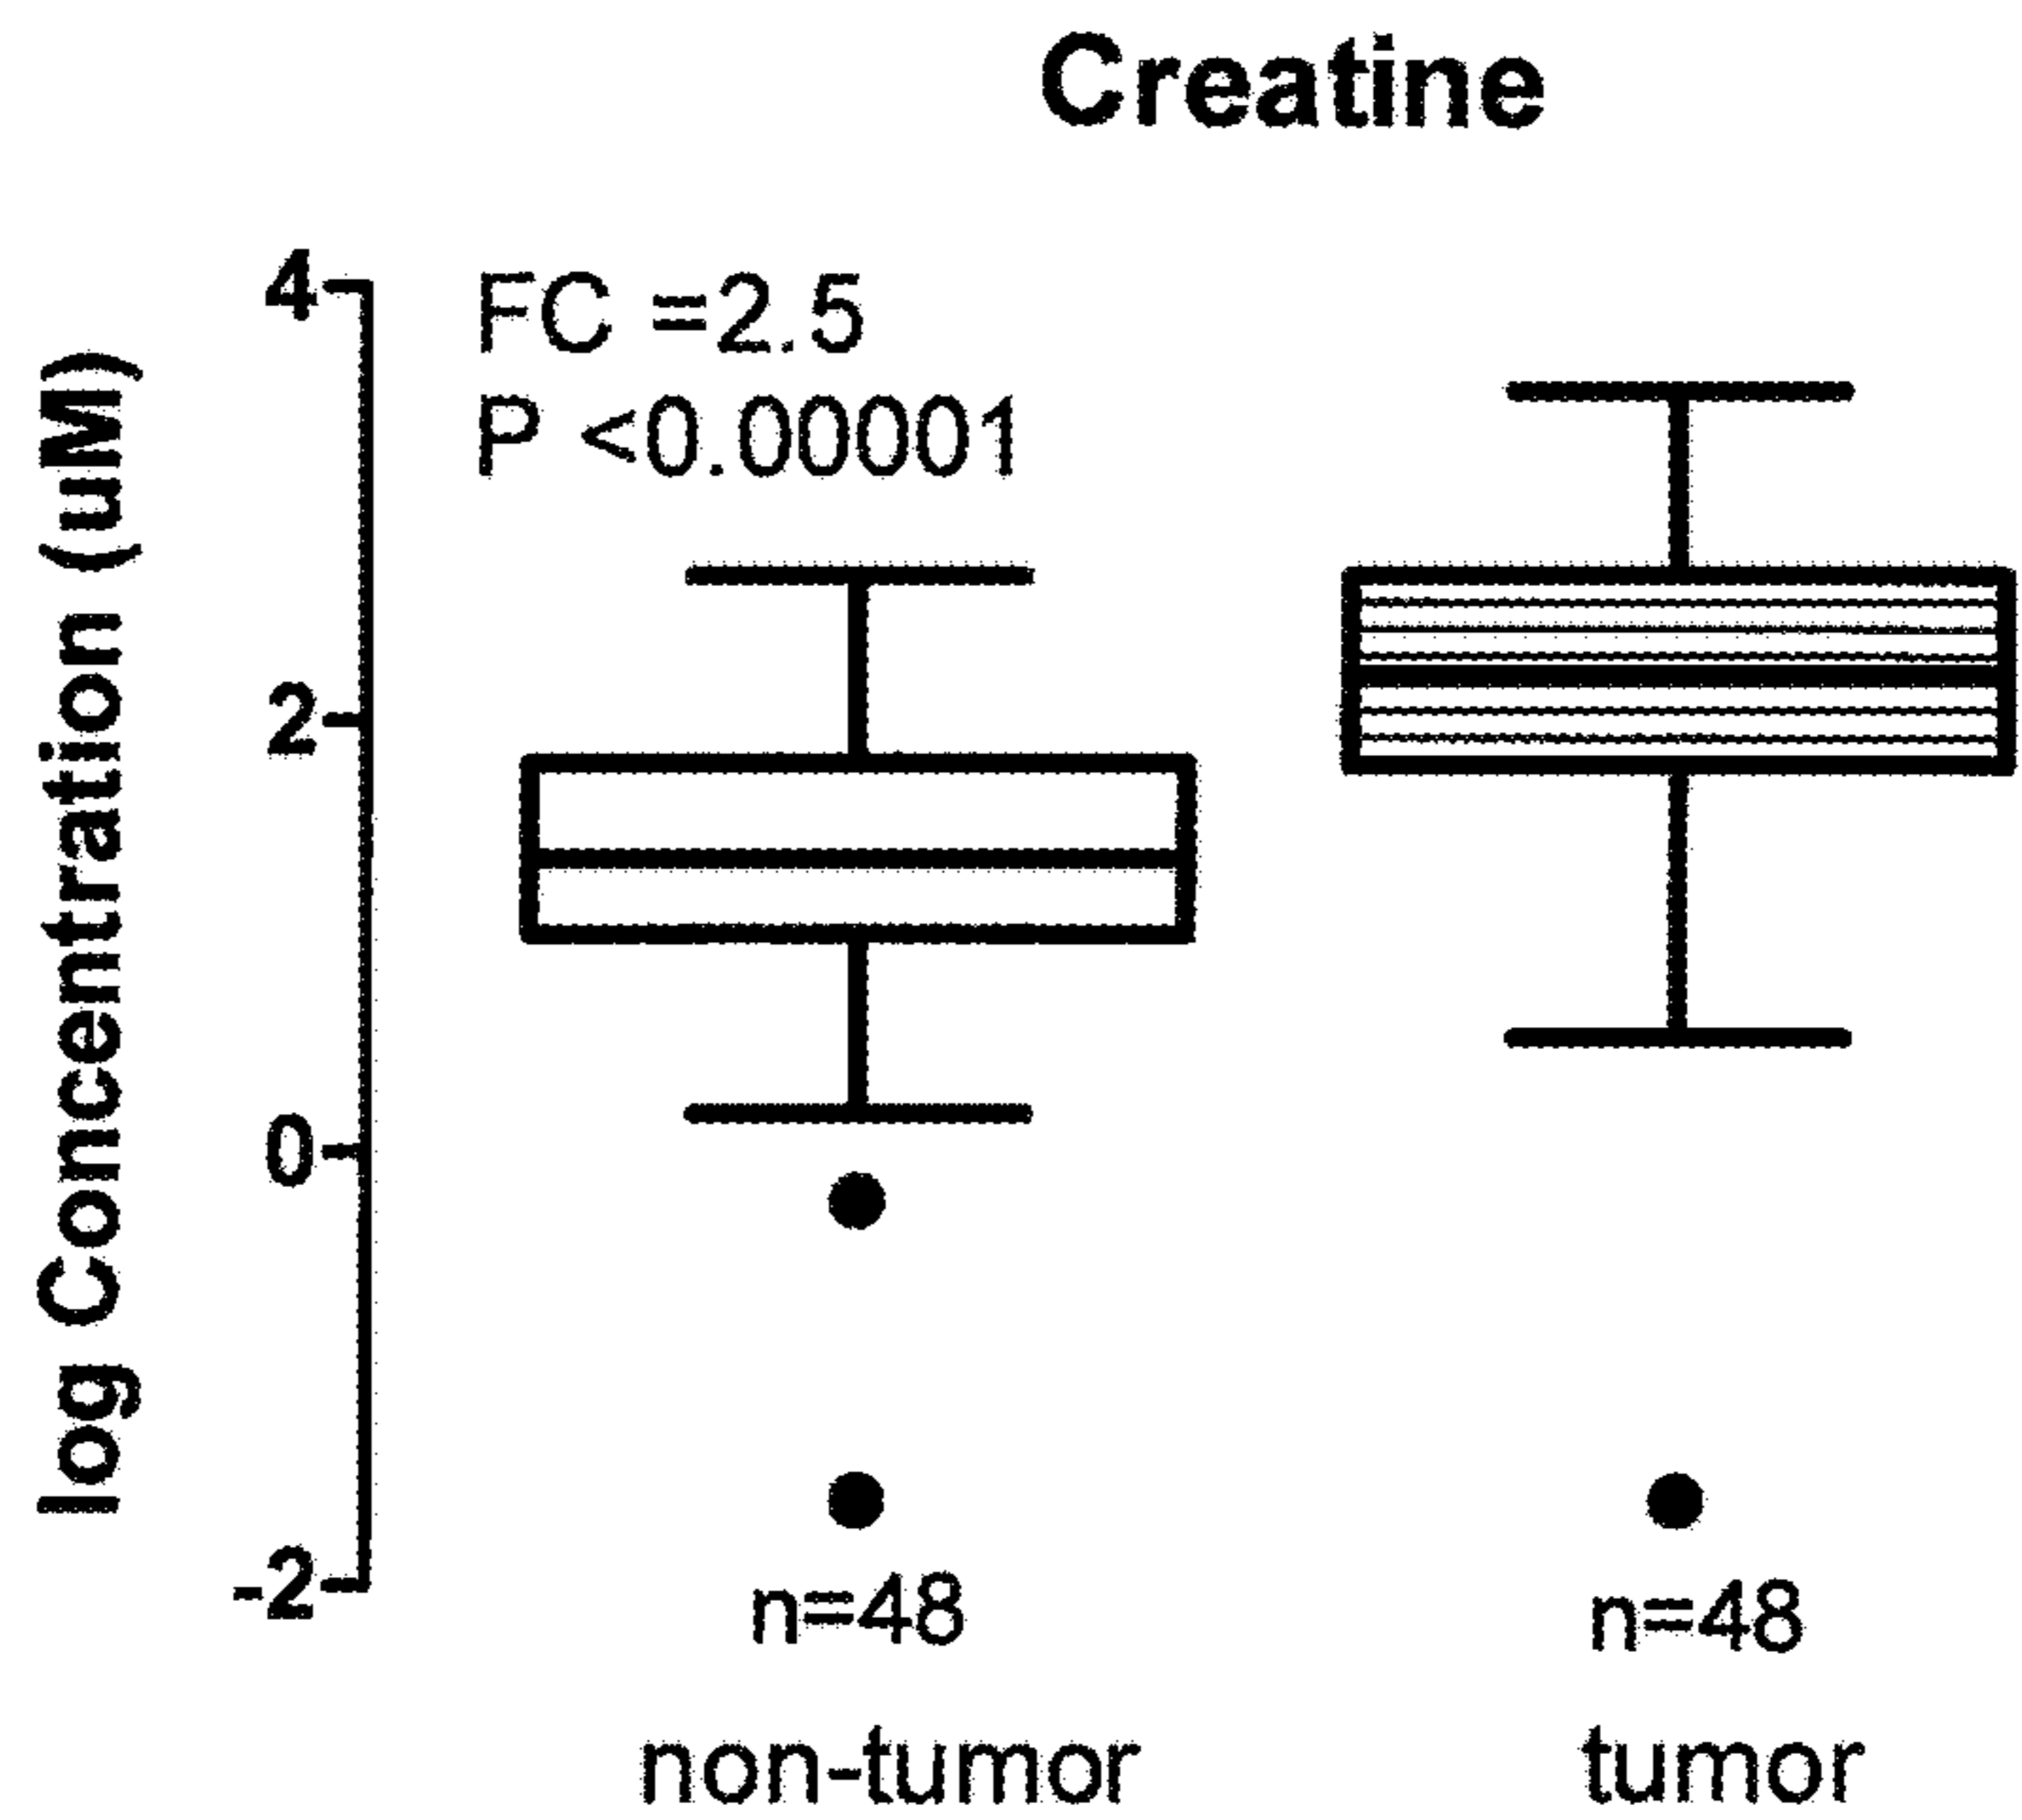 Creatine
log Concentration (uM)
4
2
0
-2
FC =2.5
P <0.00001
n=48
n=48
non-tumor
tumor